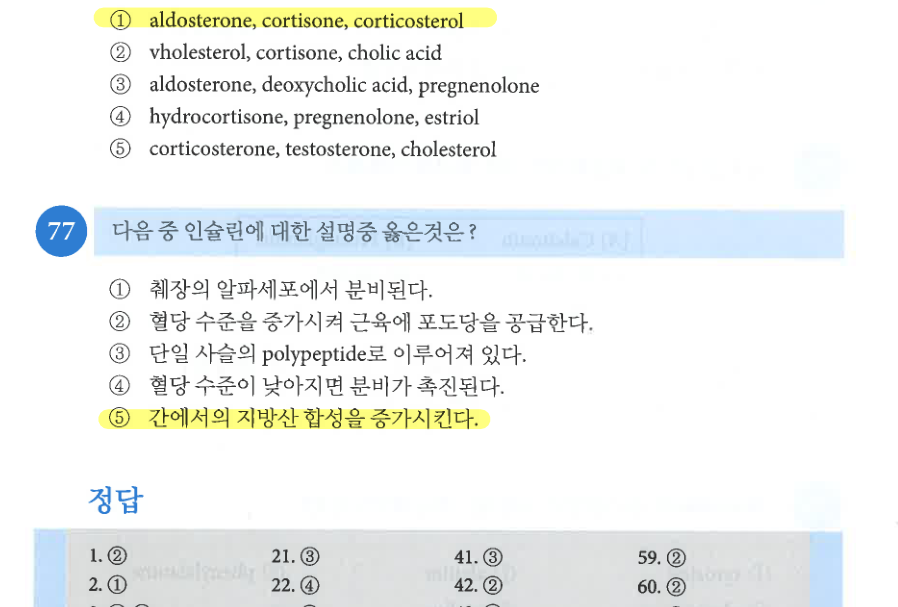 ① aldosterone, cortisone, corticosterol
② vholesterol, cortisone, cholic acid
③ aldosterone, deoxycholic acid, pregnenolone
④ hydrocortisone, pregnenolone, estriol
⑤ corticosterone, testosterone, cholesterol
77 다음 중 인슐린에 대한 설명중 옳은것은?
① 췌장의 알파세포에서 분비된다.
② 혈당 수준을 증가시켜 근육에 포도당을 공급한다.
③ 단일 사슬의 polypeptide로 이루어져 있다.
④ 혈당 수준이 낮아지면 분비가 촉진된다.
⑤ 간에서의 지방산 합성을 증가시킨다.
정답
1. ② 21. ③ 41. ③ 59. ②
2. ① 22. ④ 42. ② 60. ②